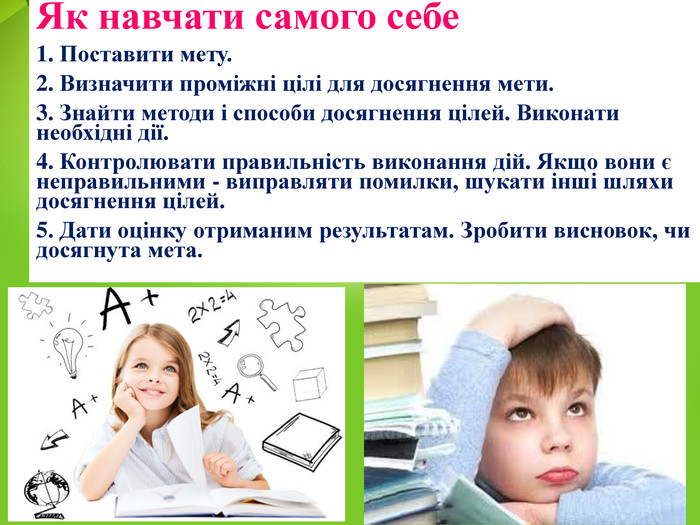 Як навчати самого себе
1. Поставити мету.
2. Визначити проміжні цілі для досягнення мети.
3. Знайти методи і способи досягнення цілей. Виконати
необхідні дії.
4. Контролювати правильність виконання дій. Якщо вони є
неправильними - виправляти помилки, шукати інші шляхи
досягнення цілей.
5. Дати оцінку отриманим результатам. Зробити висновок, чи
досягнута мета.
A+
2x2=4
2x2=4
A+
A+